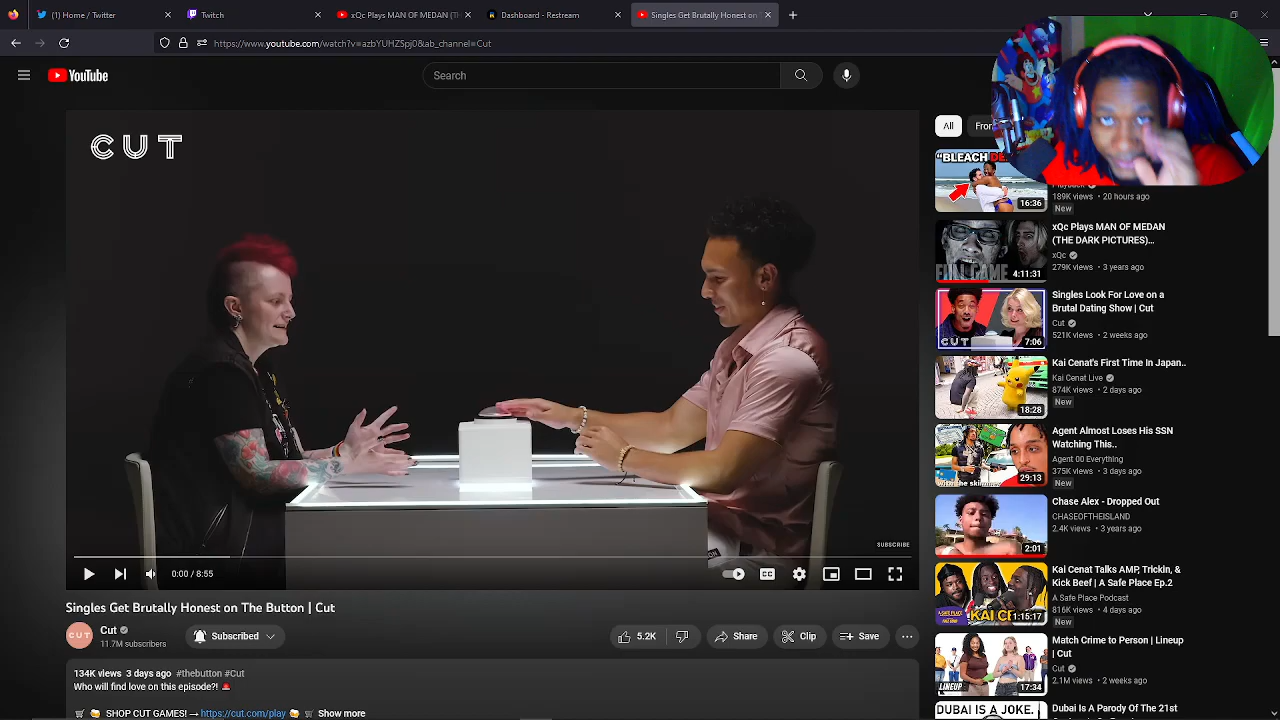 (1) Home / Twitter
Twitch
xQc Plays MAN OF MEDAN (TH
Dashboard - Restream
Singles Get Brutally Honest on T
https://www.youtube.com/watch?v=azbYUHZSpj0&ab_channel=Cut
YouTube
Search
CUT
SUBSCRIBE
0:00 / 8:55
Singles Get Brutally Honest on The Button | Cut
CUT
Cut
11.7M subscribers
Subscribed
5.2K
Share
Clip
Save
134K views 3 days ago #thebutton #Cut
Who will find love on this episode?!
SHOP CUT GAMES! → https://cut.com/play
Show more
All
From
"BLEACH DE
16:36
189K views • 20 hours ago
New
FUN GAME
4:11:31
xQc Plays MAN OF MEDAN
(THE DARK PICTURES)...
xQc
279K views • 3 years ago
CUT
7:06
Singles Look For Love on a
Brutal Dating Show | Cut
Cut
521K views • 2 weeks ago
18:28
Kai Cenat's First Time In Japan..
Kai Cenat Live
874K views • 2 days ago
New
29:13
Agent Almost Loses His SSN
Watching This..
Agent 00 Everything
375K views • 3 days ago
New
2:01
Chase Alex - Dropped Out
CHASEOFTHEISLAND
2.4K views • 3 years ago
1:15:17
Kai Cenat Talks AMP, Trickin, &
Kick Beef | A Safe Place Ep.2
A Safe Place Podcast
816K views • 4 days ago
New
LINEUP
17:34
Match Crime to Person | Lineup
| Cut
Cut
2.1M views • 2 weeks ago
DUBAI IS A JOKE.
Dubai Is A Parody Of The 21st